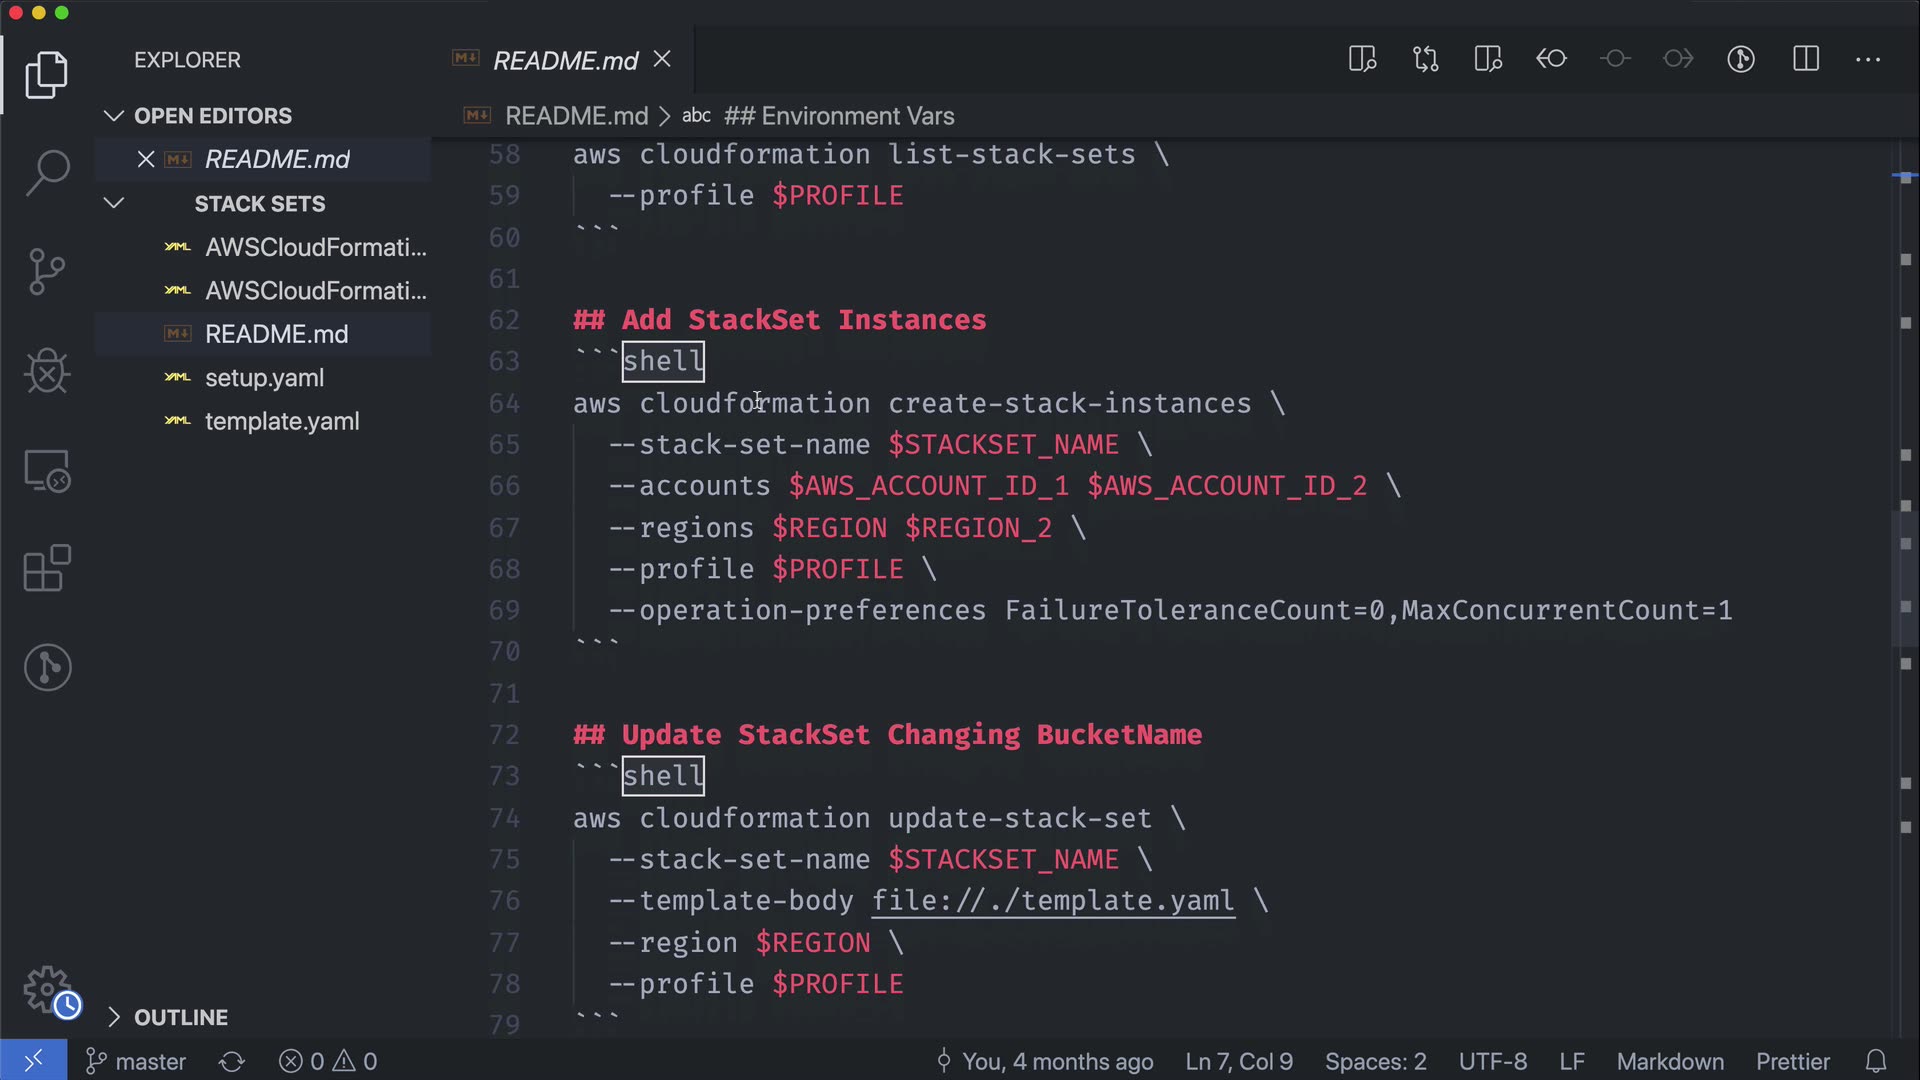 EXPLORER
OPEN EDITORS
README.md
STACK SETS
AWSCloudFormati...
AWSCloudFormati...
README.md
setup.yaml
template.yaml
OUTLINE
README.md
README.md > abc ## Environment Vars
58 aws cloudformation list-stack-sets \
59 --profile $PROFILE
60 ```
61
62 ## Add StackSet Instances
63 ```shell
64 aws cloudformation create-stack-instances \
65 --stack-set-name $STACKSET_NAME \
66 --accounts $AWS_ACCOUNT_ID_1 $AWS_ACCOUNT_ID_2 \
67 --regions $REGION $REGION_2 \
68 --profile $PROFILE \
69 --operation-preferences FailureToleranceCount=0,MaxConcurrentCount=1
70 ```
71
72 ## Update StackSet Changing BucketName
73 ```shell
74 aws cloudformation update-stack-set \
75 --stack-set-name $STACKSET_NAME \
76 --template-body file://./template.yaml \
77 --region $REGION \
78 --profile $PROFILE
79 ```
master 0 0 You, 4 months ago Ln 7, Col 9 Spaces: 2 UTF-8 LF Markdown Prettier